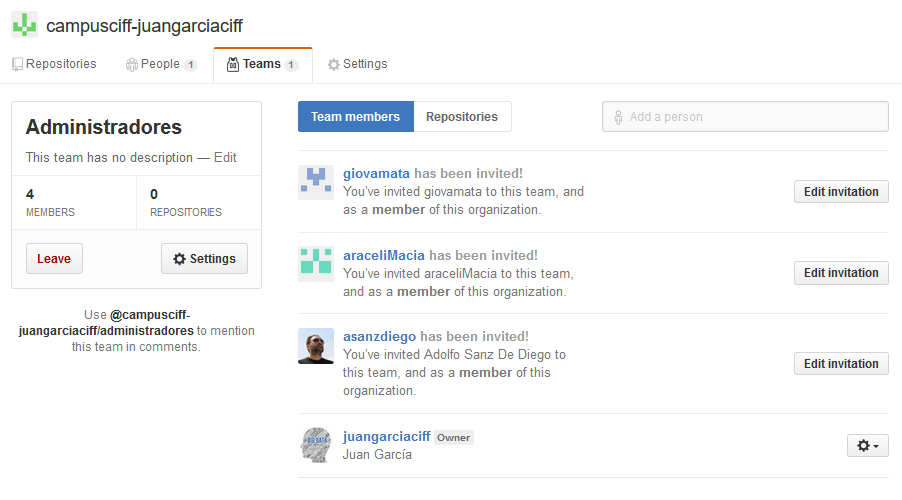 campusciff-juangarciaciff
Repositories People 1 Teams 1 Settings
Administradores
This team has no description — Edit
4
MEMBERS
0
REPOSITORIES
Leave Settings
Use @campusciff-
juangarciaciff/administradores to mention
this team in comments.
Team members Repositories
Add a person
giovamata has been invited!
You've invited giovamata to this team, and
as a member of this organization.
Edit invitation
araceliMacia has been invited!
You've invited araceliMacia to this team,
and as a member of this organization.
Edit invitation
asanzdiego has been invited!
You've invited Adolfo Sanz De Diego to
this team, and as a member of this
organization.
Edit invitation
BIG DATA
juangarciaciff Owner
Juan García